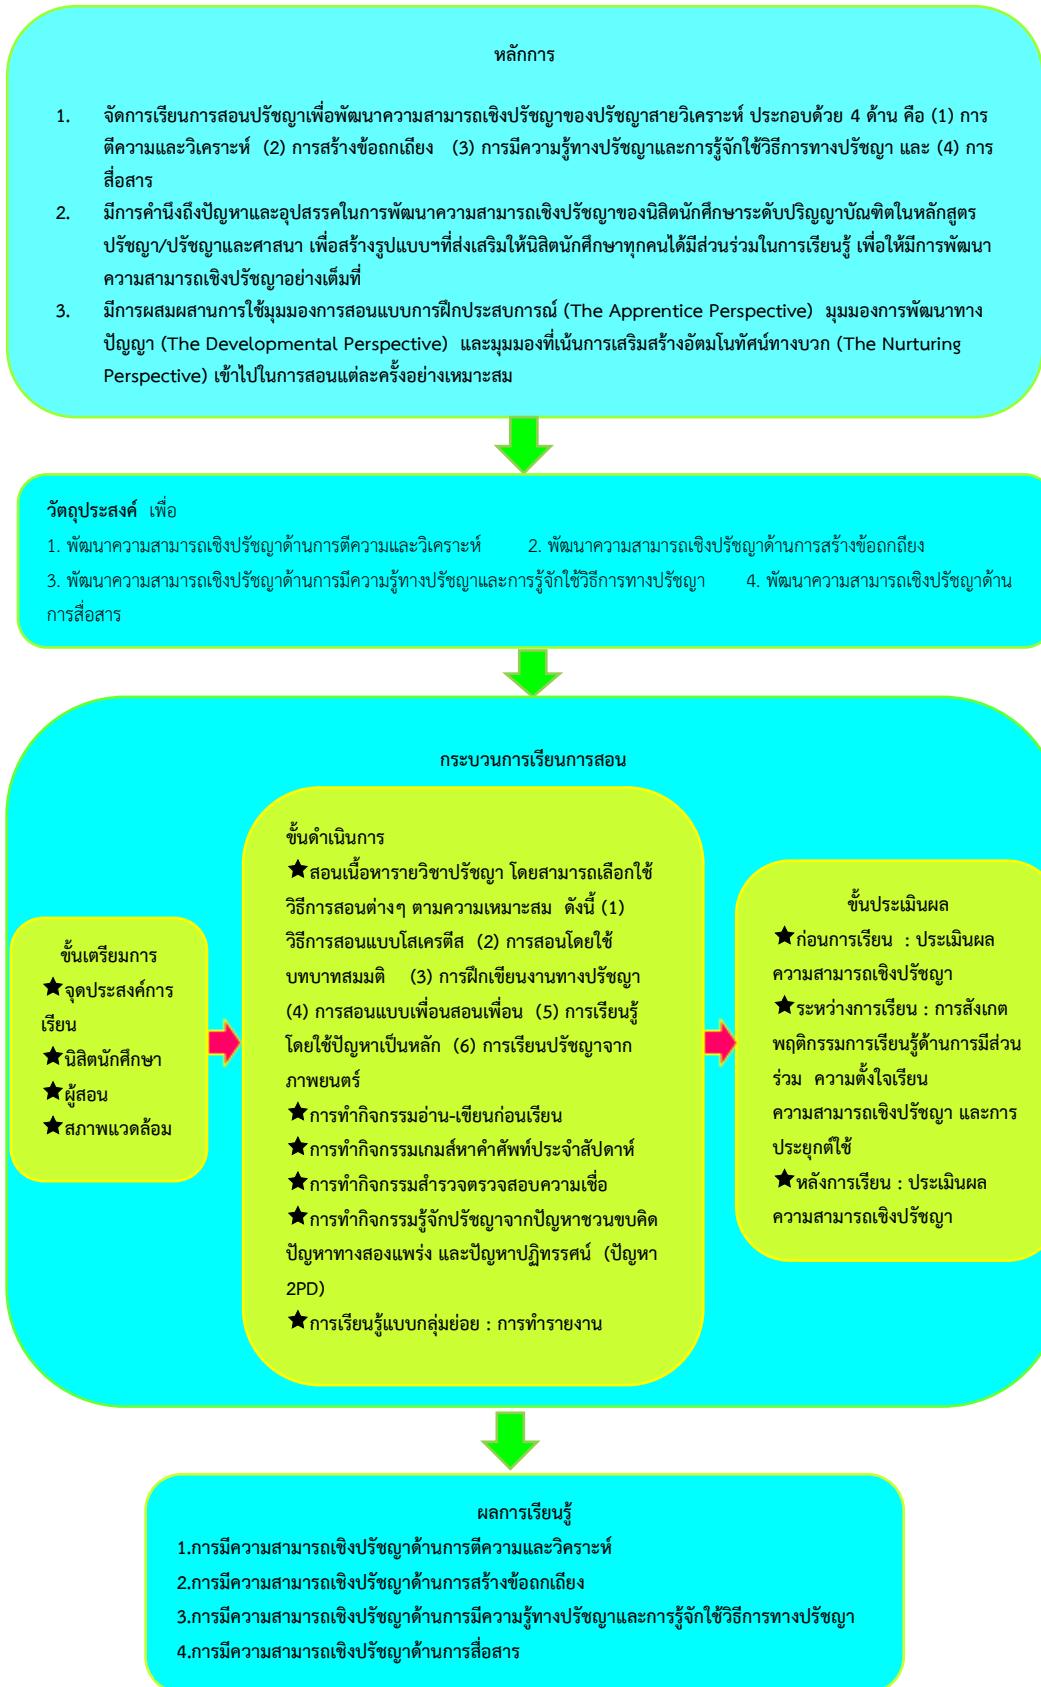 หลักการ
1. จัดการเรียนการสอนปรัชญาเพื่อพัฒนาความสามารถเชิงปรัชญาของปรัชญาสายวิเคราะห์ ประกอบด้วย 4 ด้าน คือ (1) การ
ตีความและวิเคราะห์ (2) การสร้างข้อถกเถียง (3) การมีความรู้ทางปรัชญาและการรู้จักใช้วิธีการทางปรัชญา และ (4) การ
สื่อสาร
2. มีการคำนึงถึงปัญหาและอุปสรรคในการพัฒนาความสามารถเชิงปรัชญาของนิสิตนักศึกษาระดับปริญญาบัณฑิตในหลักสูตร
ปรัชญา/ปรัชญาและศาสนา เพื่อสร้างรูปแบบฯที่ส่งเสริมให้นิสิตนักศึกษาทุกคนได้มีส่วนร่วมในการเรียนรู้ เพื่อให้มีการพัฒนา
ความสามารถเชิงปรัชญาอย่างเต็มที่
3. มีการผสมผสานการใช้มุมมองการสอนแบบการฝึกประสบการณ์ (The Apprentice Perspective) มุมมองการพัฒนาทาง
ปัญญา (The Developmental Perspective) และมุมมองที่เน้นการเสริมสร้างอัตมโนทัศน์ทางบวก (The Nurturing
Perspective) เข้าไปในการสอนแต่ละครั้งอย่างเหมาะสม
วัตถุประสงค์ เพื่อ
1. พัฒนาความสามารถเชิงปรัชญาด้านการตีความและวิเคราะห์ 2. พัฒนาความสามารถเชิงปรัชญาด้านการสร้างข้อถกถียง
3. พัฒนาความสามารถเชิงปรัชญาด้านการมีความรู้ทางปรัชญาและการรู้จักใช้วิธีการทางปรัชญา 4. พัฒนาความสามารถเชิงปรัชญาด้าน
การสื่อสาร
กระบวนการเรียนการสอน
ขั้นเตรียมการ
★จุดประสงค์การ
เรียน
★นิสิตนักศึกษา
★ผู้สอน
★สภาพแวดล้อม
ขั้นดำเนินการ
★สอนเนื้อหารายวิชาปรัชญา โดยสามารถเลือกใช้
วิธีการสอนต่างๆ ตามความเหมาะสม ดังนี้ (1)
วิธีการสอนแบบโสเครตีส (2) การสอนโดยใช้
บทบาทสมมติ (3) การฝึกเขียนงานทางปรัชญา
(4) การสอนแบบเพื่อนสอนเพื่อน (5) การเรียนรู้
โดยใช้ปัญหาเป็นหลัก (6) การเรียนปรัชญาจาก
ภาพยนตร์
★การทำกิจกรรมอ่าน-เขียนก่อนเรียน
★การทำกิจกรรมเกมส์หาคำศัพท์ประจำสัปดาห์
★การทำกิจกรรมสำรวจตรวจสอบความเชื่อ
★การทำกิจกรรมรู้จักปรัชญาจากปัญหาชวนขบคิด
ปัญหาทางสองแพร่ง และปัญหาปฏิทรรศน์ (ปัญหา
2PD)
★การเรียนรู้แบบกลุ่มย่อย : การทำรายงาน
ขั้นประเมินผล
★ก่อนการเรียน : ประเมินผล
ความสามารถเชิงปรัชญา
★ระหว่างการเรียน : การสังเกต
พฤติกรรมการเรียนรู้ด้านการมีส่วน
ร่วม ความตั้งใจเรียน
ความสามารถเชิงปรัชญา และการ
ประยุกต์ใช้
★หลังการเรียน : ประเมินผล
ความสามารถเชิงปรัชญา
ผลการเรียนรู้
1.การมีความสามารถเชิงปรัชญาด้านการตีความและวิคราะห์
2.การมีความสามารถเชิงปรัชญาด้านการสร้างข้อถกเถียง
3.การมีความสามารถเชิงปรัชญาด้านการมีความรู้ทางปรัชญาและการรู้จักใช้วิธีการทางปรัชญา
4.การมีความสามารถเชิงปรัชญาด้านการสื่อสาร